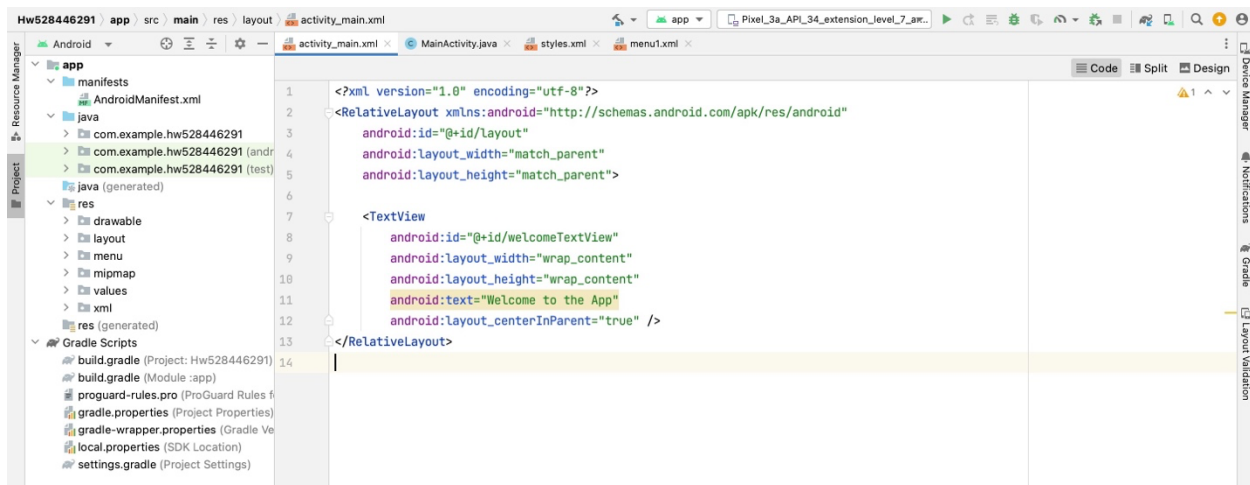 Hw528446291 app src main res layout activity_main.xml
app
Pixel_3a_API_34_extension_level_7_ar..
Android
activity_main.xml
MainActivity.java
styles.xml
menu1.xml
Code
Split
Design
Resource Manager
Project
app
manifests
AndroidManifest.xml
java
com.example.hw528446291
com.example.hw528446291 (andr
com.example.hw528446291 (test)
java (generated)
res
drawable
layout
menu
mipmap
values
xml
res (generated)
Gradle Scripts
build.gradle (Project: Hw528446291)
build.gradle (Module :app)
proguard-rules.pro (ProGuard Rules f
gradle.properties (Project Properties)
gradle-wrapper.properties (Gradle Ve
local.properties (SDK Location)
settings.gradle (Project Settings)
1 <?xml version="1.0" encoding="utf-8"?>
2 <RelativeLayout xmlns:android="http://schemas.android.com/apk/res/android"
3 android:id="@+id/layout"
4 android:layout_width="match_parent"
5 android:layout_height="match_parent">
6
7 <TextView
8 android:id="@+id/welcomeTextView"
9 android:layout_width="wrap_content"
10 android:layout_height="wrap_content"
11 android:text="Welcome to the App"
12 android:layout_centerInParent="true" />
13 </RelativeLayout>
14
1
Device Manager
Notifications
Gradle
Layout Validation